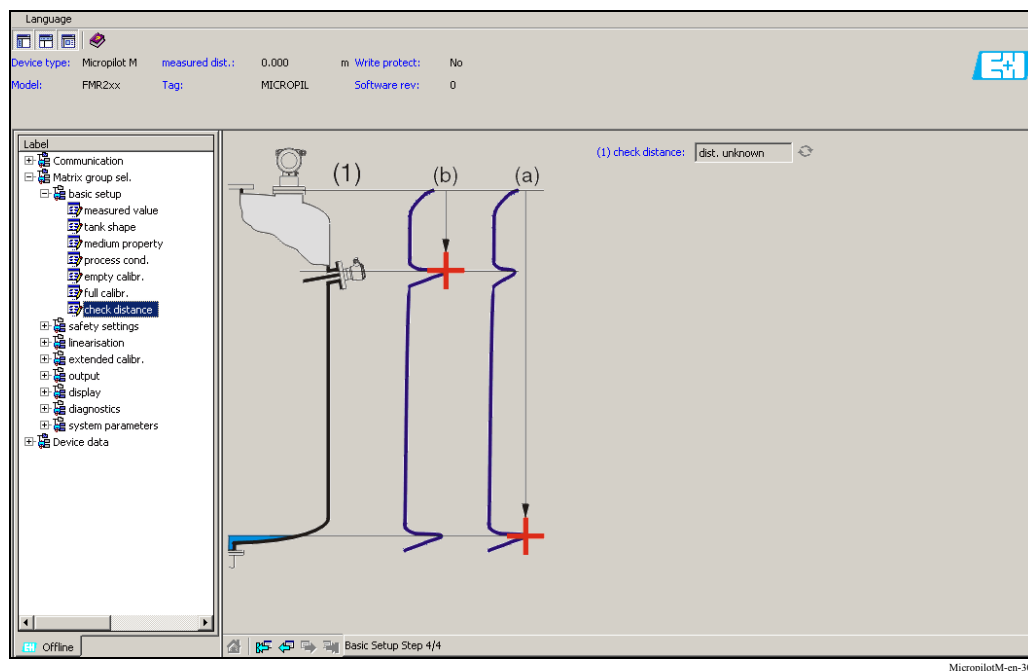 Language
Device type: Micropilot M measured dist.: 0.000 m Write protect: No
Model: FMR2xx Tag: MICROPIL Software rev: 0
E+H
Label
Communication
Matrix group sel.
basic setup
measured value
tank shape
medium property
process cond.
empty calibr.
full calibr.
check distance
safety settings
linearisation
extended calibr.
output
display
diagnostics
system parameters
Device data
(1) (b) (a)
(1) check distance: dist. unknown
Offline
Basic Setup Step 4/4
MicropilotM-en-30